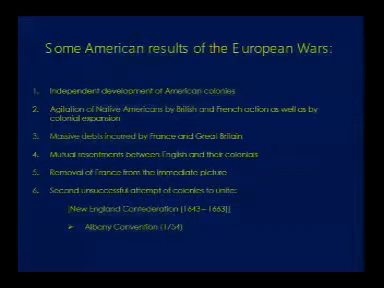 Some American results of the European Wars:
1. Independent development of American colonies
2. Agitation of Native Americans by British and French action as well as by
colonial expansion
3. Massive debts incurred by France and Great Britain
4. Mutual resentments between English and their colonials
5. Removal of France from the immediate picture
6. Second unsuccessful attempt of colonies to unite:
[New England Confederation (1643 – 1663)]
➢ Albany Convention (1754)